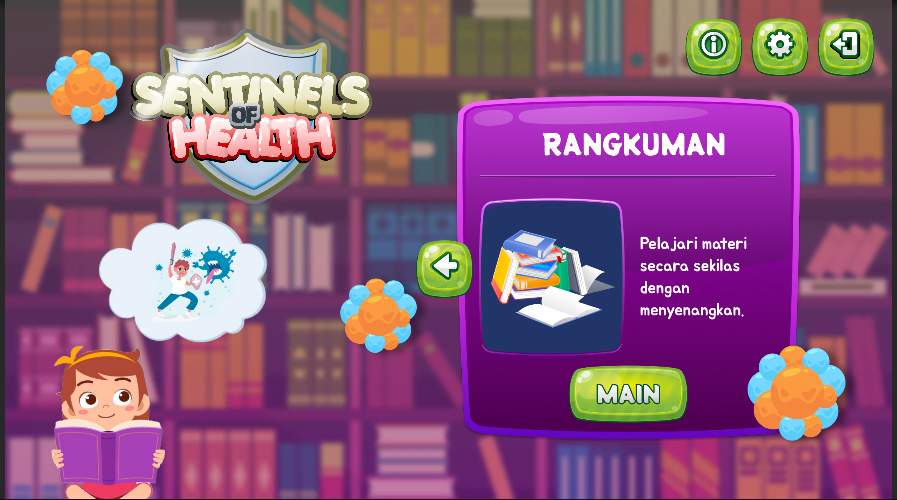 SENTINELS
OF
HEALTH
RANGKUMAN
Pelajari materi
secara sekilas
dengan
menyenangkan.
MAIN